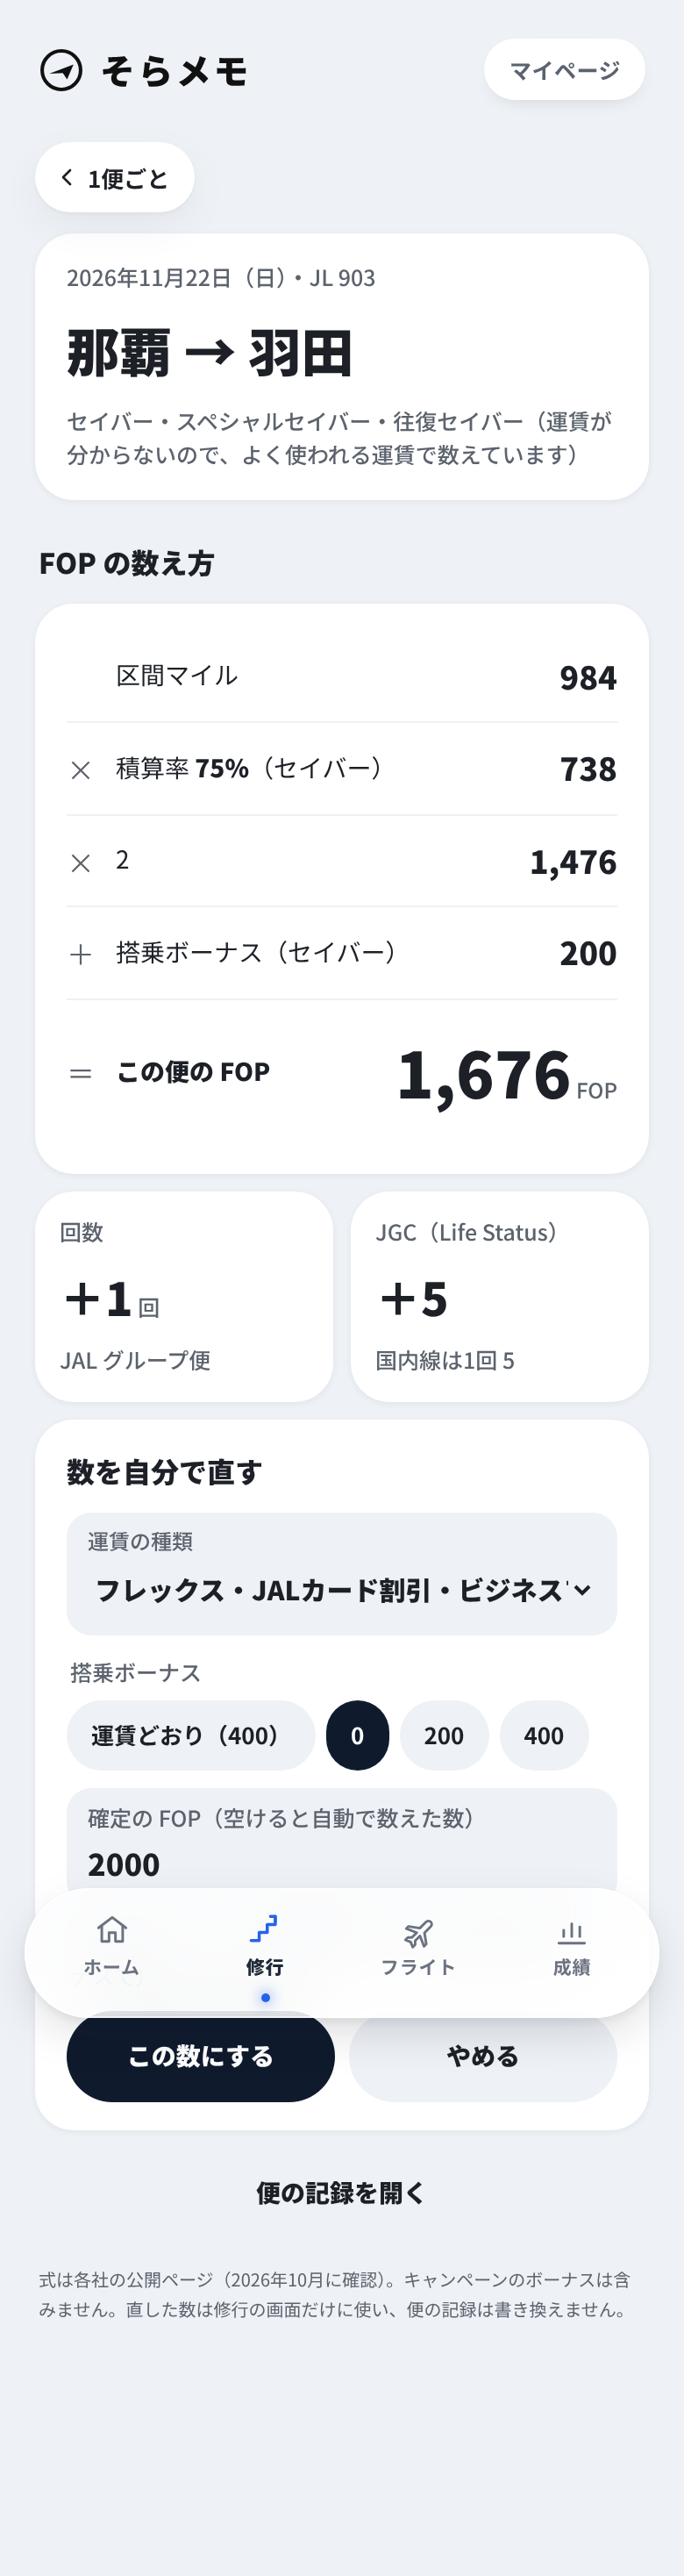 そらメモ
マイページ
1便ごと
2026年11月22日（日）・JL 903
那覇 → 羽田
セイバー・スペシャルセイバー・往復セイバー（運賃が
分からないので、よく使われる運賃で数えています）
FOP の数え方
区間マイル 984
× 積算率 75%（セイバー） 738
× 2 1,476
＋ 搭乗ボーナス（セイバー） 200
＝ この便の FOP 1,676 FOP
回数
＋1 回
JAL グループ便
JGC（Life Status）
＋5
国内線は1回 5
数を自分で直す
運賃の種類
フレックス・JALカード割引・ビジネス
搭乗ボーナス
運賃どおり（400） 0 200 400
確定の FOP（空けると自動で数えた数）
2000
ホーム 修行 フライト 成績
この数にする やめる
便の記録を開く
式は各社の公開ページ（2026年10月に確認）。キャンペーンのボーナスは含
みません。直した数は修行の画面だけに使い、便の記録は書き換えません。